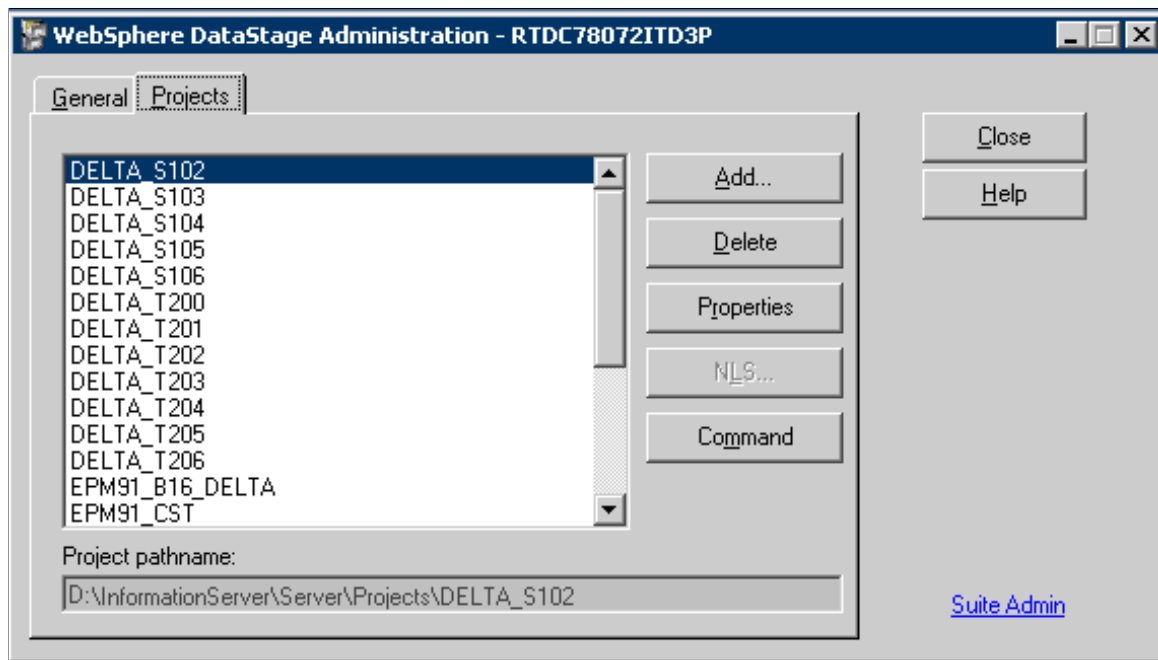 WebSphere DataStage Administration - RTDC78072ITD3P
General Projects
DELTA_S102
DELTA_S103
DELTA_S104
DELTA_S105
DELTA_S106
DELTA_T200
DELTA_T201
DELTA_T202
DELTA_T203
DELTA_T204
DELTA_T205
DELTA_T206
EPM91_B16_DELTA
EPM91_CST
Add...
Delete
Properties
NLS...
Command
Close
Help
Project pathname:
D:\InformationServer\Server\Projects\DELTA_S102
Suite Admin